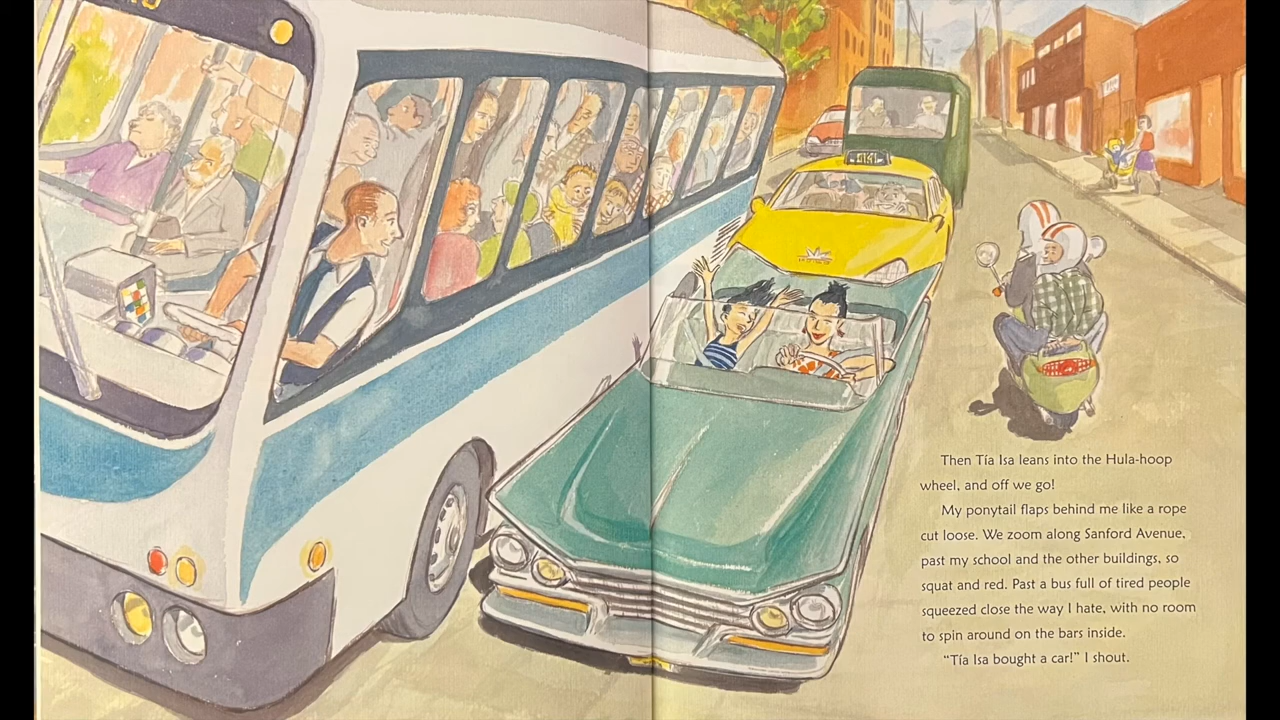 Then Tía Isa leans into the Hula-hoop
wheel, and off we go!
My ponytail flaps behind me like a rope
cut loose. We zoom along Sanford Avenue,
past my school and the other buildings, so
squat and red. Past a bus full of tired people
squeezed close the way I hate, with no room
to spin around on the bars inside.
“Tía Isa bought a car!” I shout.